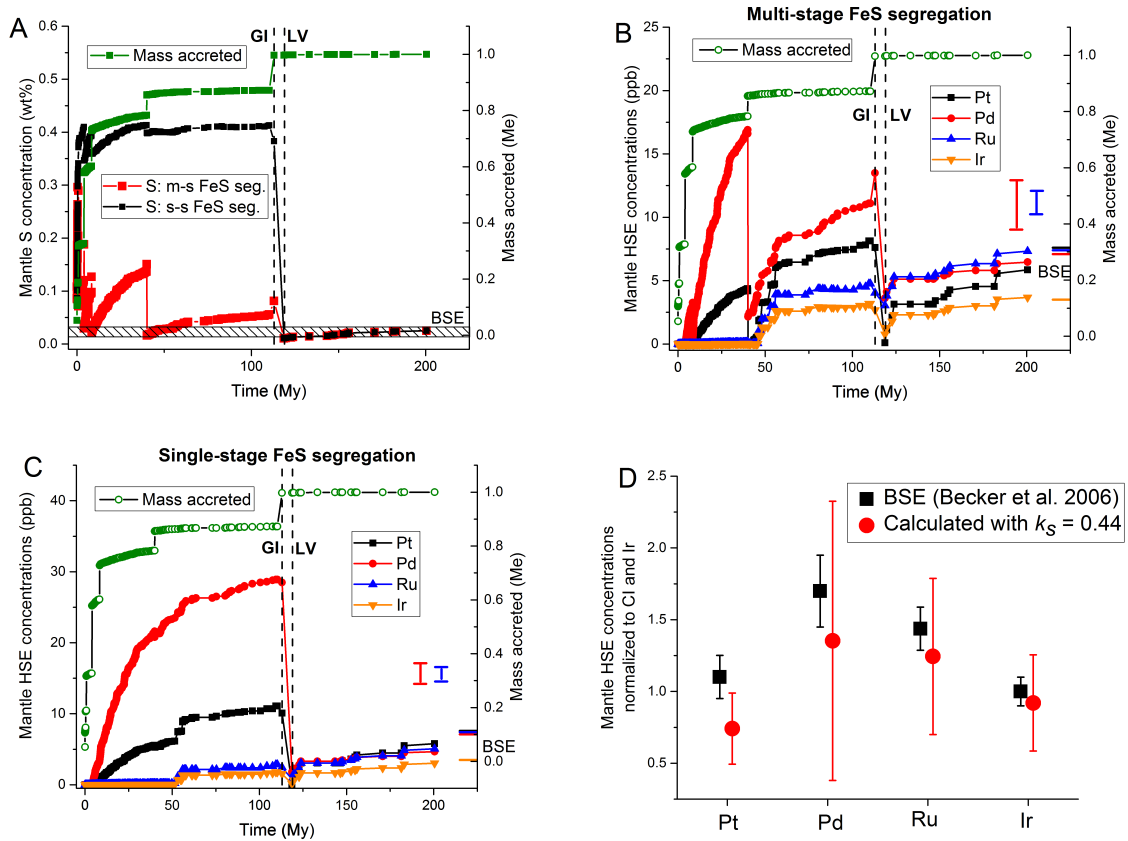 A
Mantle S concentration (wt%)
0.6
0.5
0.4
0.3
0.2
0.1
0.0
Mass accreted
GI
LV
S: m-s FeS seg.
S: s-s FeS seg.
BSE
1.0
0.8
0.6
0.4
0.2
0.0
Mass accreted (Me)
0
50
100
150
200
Time (My)
B
Multi-stage FeS segregation
Mantle HSE concentrations (ppb)
25
20
15
10
5
0
Mass accreted
GI
LV
Pt
Pd
Ru
Ir
BSE
1.0
0.8
0.6
0.4
0.2
0.0
Mass accreted (Me)
0
50
100
150
200
Time (My)
C
Single-stage FeS segregation
Mantle HSE concentrations (ppb)
40
30
20
10
0
Mass accreted
GI
LV
Pt
Pd
Ru
Ir
BSE
1.0
0.8
0.6
0.4
0.2
0.0
Mass accreted (Me)
0
50
100
150
200
Time (My)
D
Mantle HSE concentrations
normalized to CI and Ir
2.5
2.0
1.5
1.0
0.5
BSE (Becker et al. 2006)
Calculated with kS = 0.44
Pt
Pd
Ru
Ir